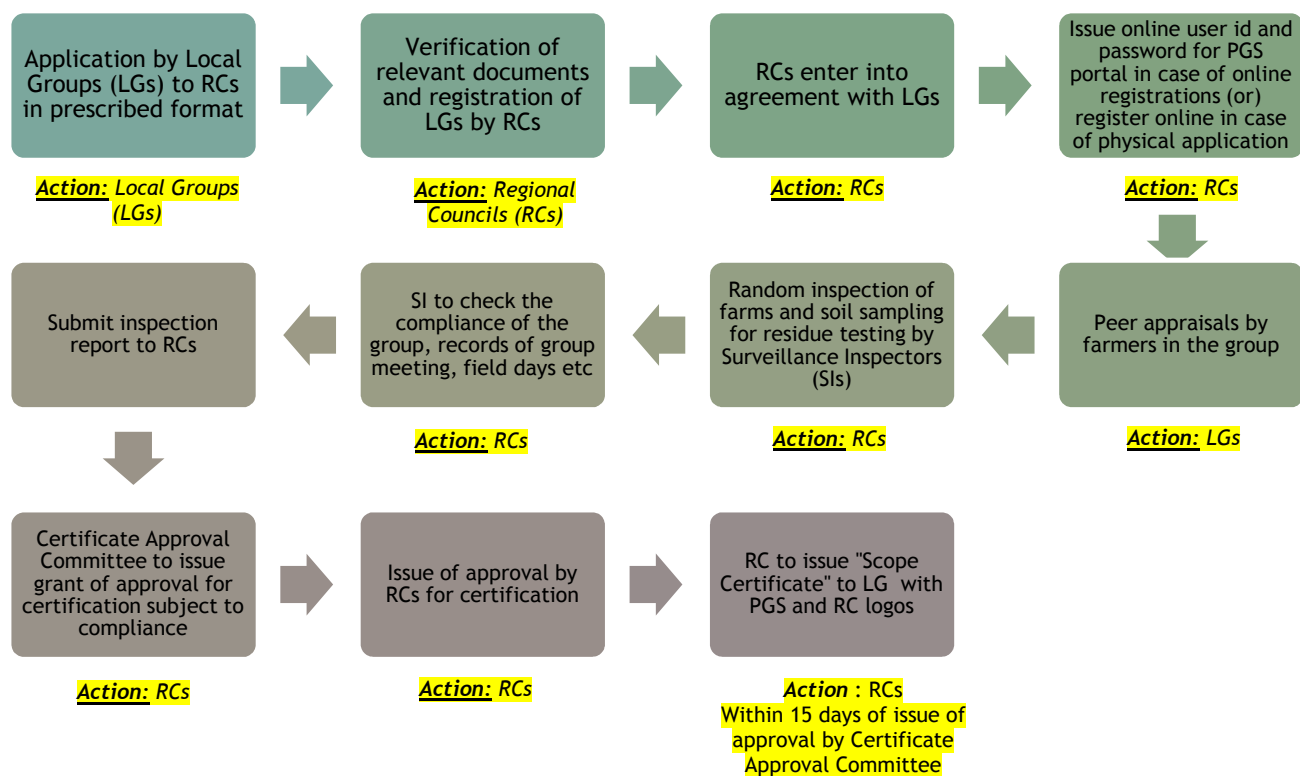 Application by Local
Groups (LGs) to RCs
in prescribed format
Action: Local Groups
(LGs)
Verification of
relevant documents
and registration of
LGs by RCs
Action: Regional
Councils (RCs)
RCs enter into
agreement with LGs
Action: RCs
Issue online user id and
password for PGS
portal in case of online
registrations (or)
register online in case
of physical application
Action: RCs
Peer appraisals by
farmers in the group
Action: LGs
Random inspection of
farms and soil sampling
for residue testing by
Surveillance Inspectors
(SIs)
Action: RCs
SI to check the
compliance of the
group, records of group
meeting, field days etc
Action: RCs
Submit inspection
report to RCs
Certificate Approval
Committee to issue
grant of approval for
certification subject to
compliance
Action: RCs
Issue of approval by
RCs for certification
Action: RCs
RC to issue "Scope
Certificate" to LG with
PGS and RC logos
Action : RCs
Within 15 days of issue of
approval by Certificate
Approval Committee